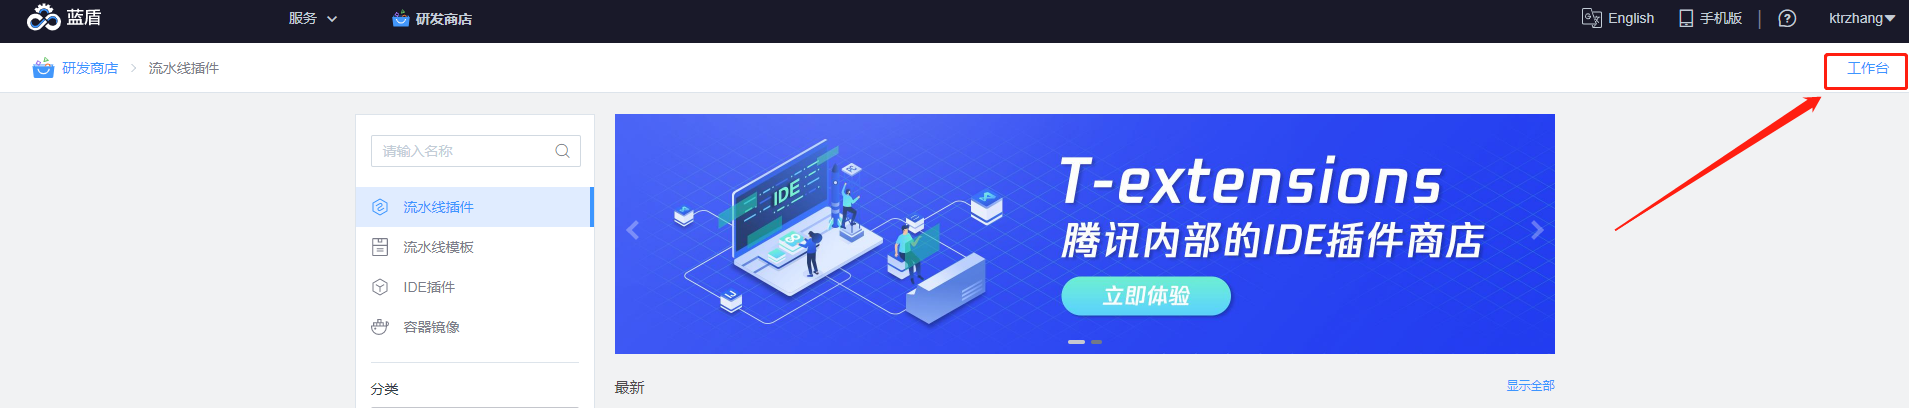 蓝盾
服务
研发商店
English
手机版
ktrzhang
研发商店 > 流水线插件
工作台
请输入名称
流水线插件
流水线模板
IDE插件
容器镜像
分类
IDE
T-extensions
腾讯内部的IDE插件商店
立即体验
最新
显示全部